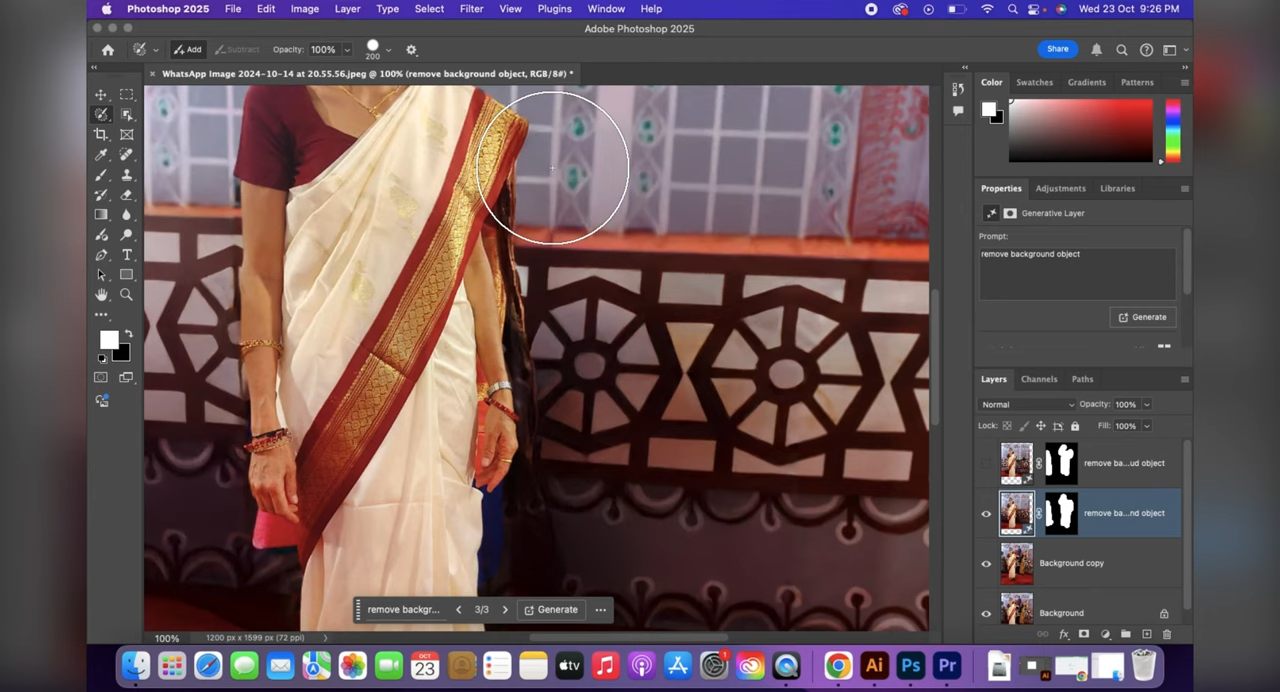 Photoshop 2025 File Edit Image Layer Type Select Filter View Plugins Window Help Wed 23 Oct 9:26 PM
Adobe Photoshop 2025
Add Subtract Opacity: 100% 200 Share
WhatsApp Image 2024-10-14 at 20.55.56.jpeg @ 100% (remove background object, RGB/8#) *
Color Swatches Gradients Patterns
Properties Adjustments Libraries
Generative Layer
Prompt:
remove background object
Generate
Layers Channels Paths
Normal Opacity: 100%
Lock: Fill: 100%
remove ba...ud object
remove ba...nd object
Background copy
Background
remove backgr... 3/3 Generate
100% 1200 px x 1599 px (72 ppi)
OCT
23
tv
1
Ai Ps Pr